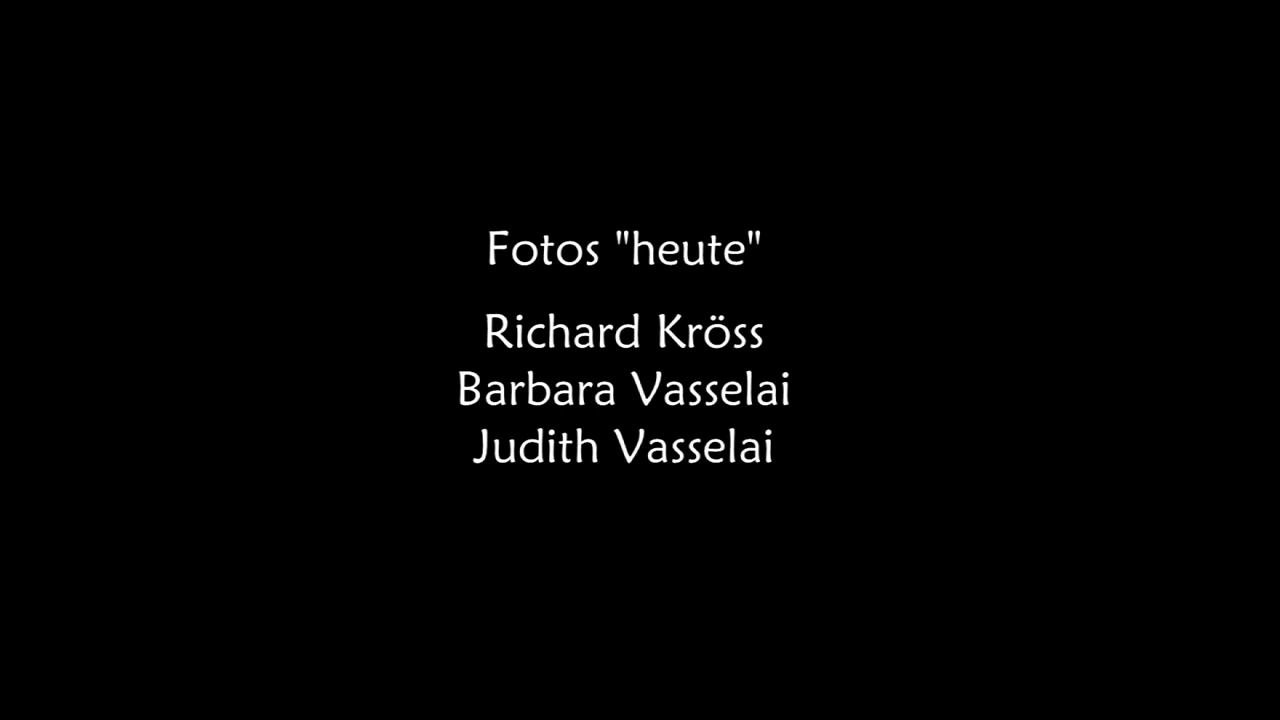 Fotos "heute"
Richard Kröss
Barbara Vasselai
Judith Vasselai